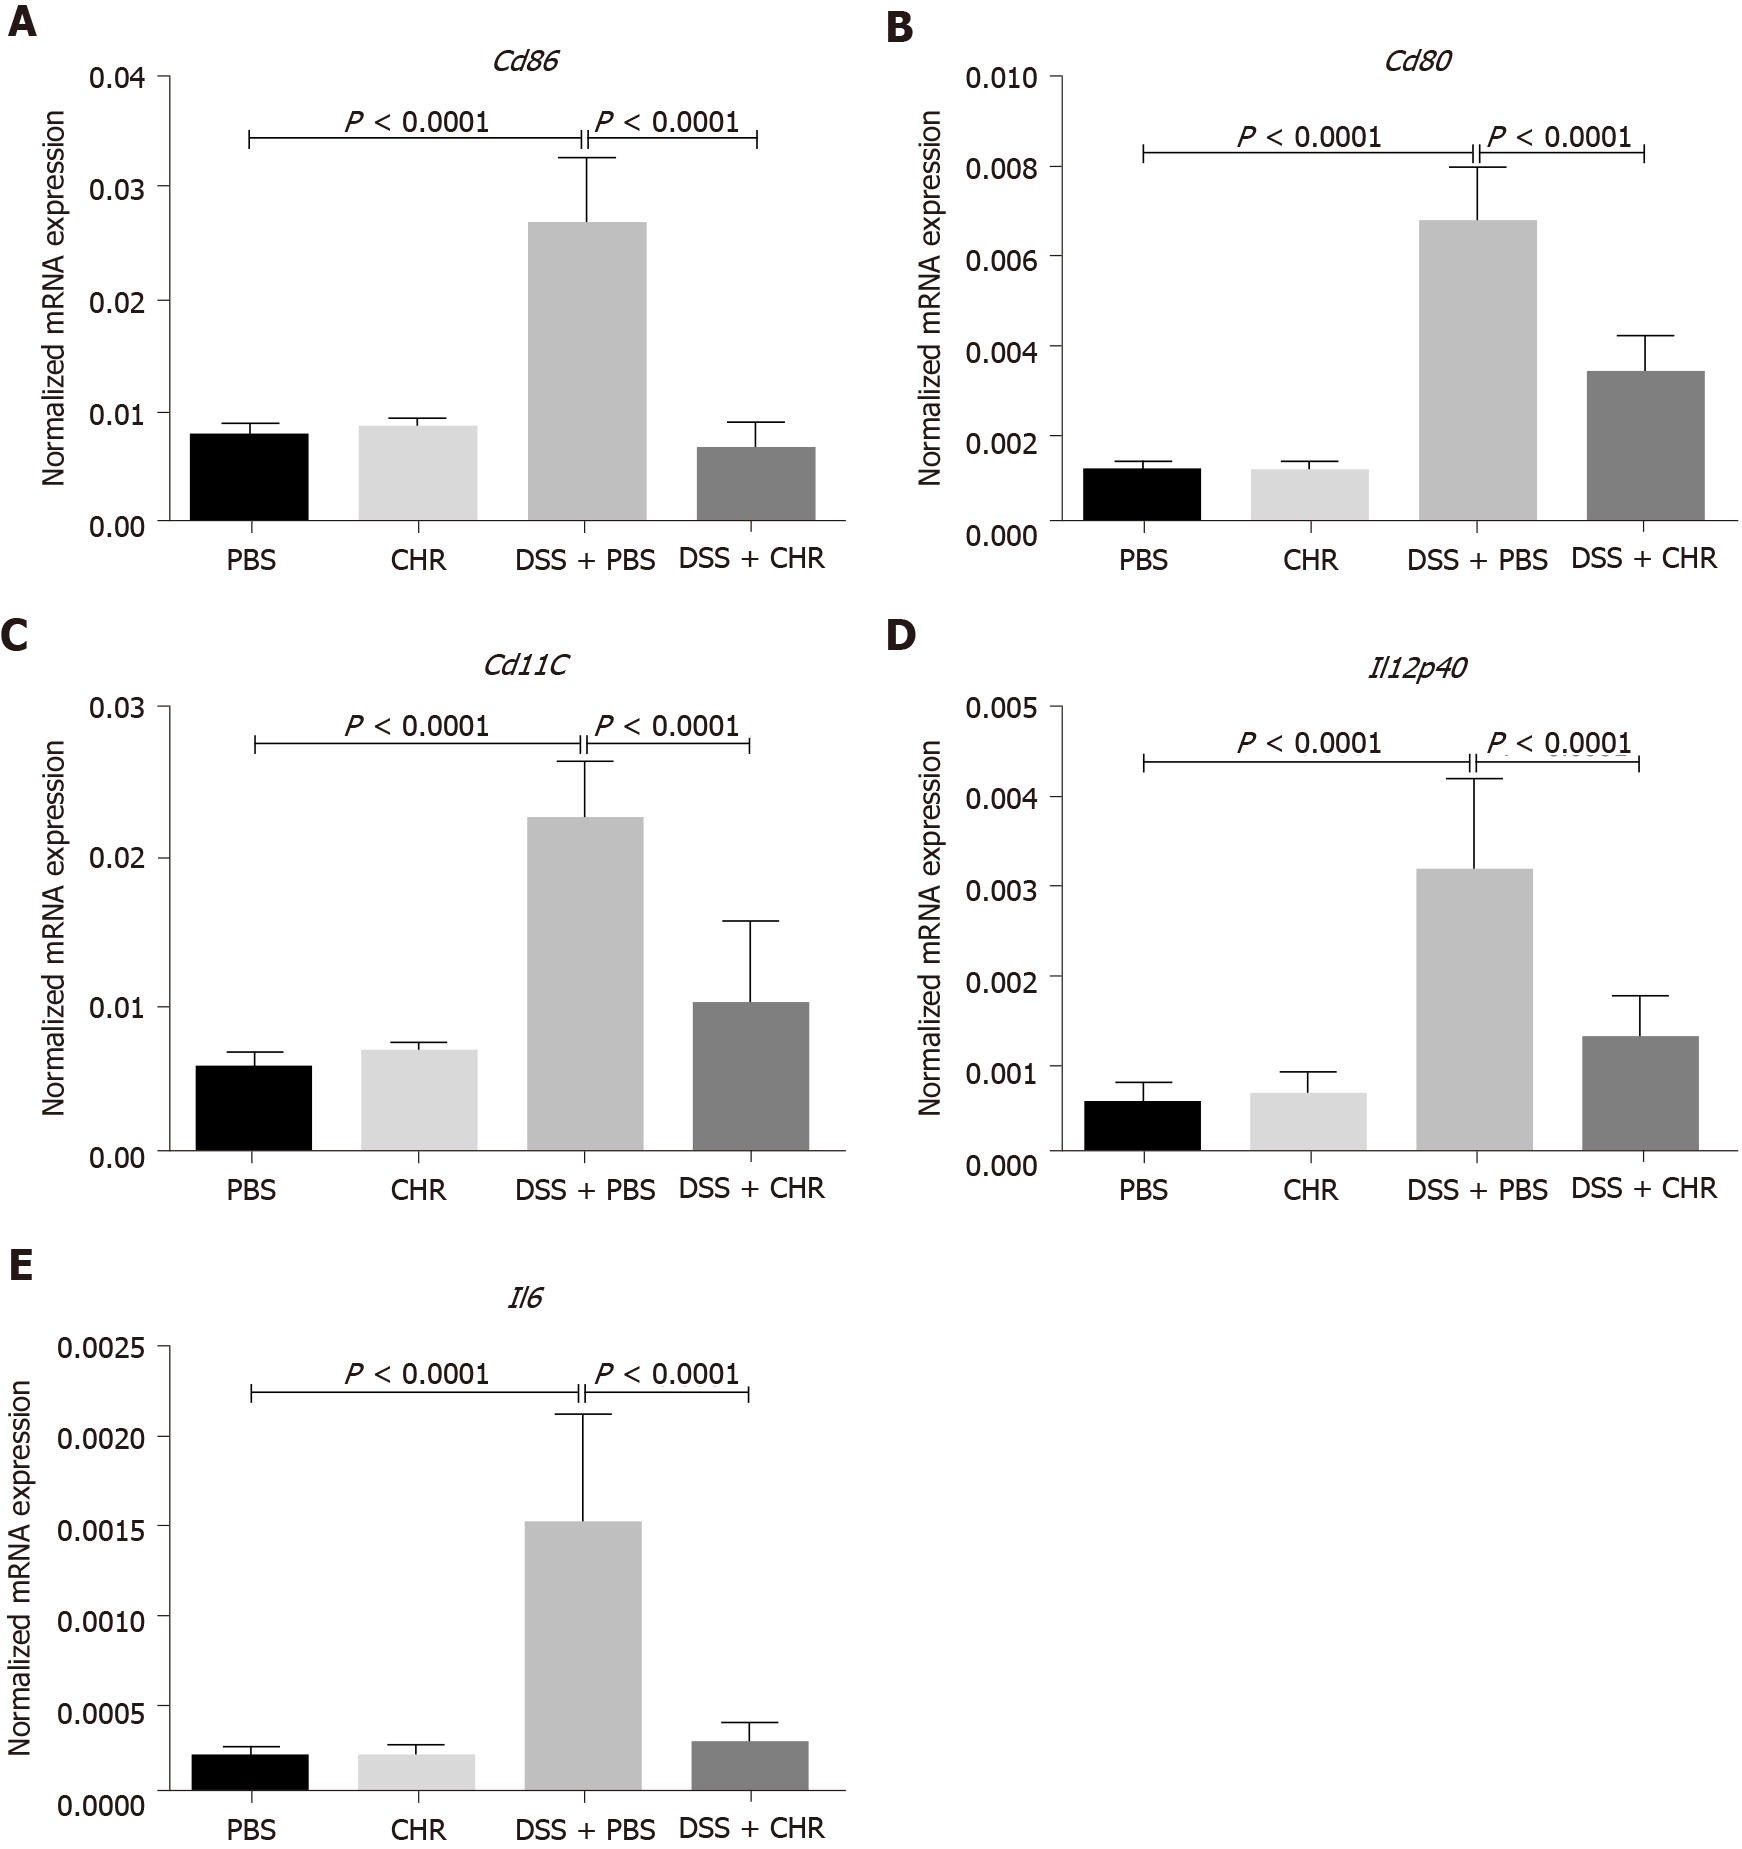 A
Cd86
0.04
0.03
0.02
0.01
0.00
Normalized mRNA expression
P < 0.0001
P < 0.0001
PBS
CHR
DSS + PBS
DSS + CHR
B
Cd80
0.010
0.008
0.006
0.004
0.002
0.000
Normalized mRNA expression
P < 0.0001
P < 0.0001
PBS
CHR
DSS + PBS
DSS + CHR
C
Cd11C
0.03
0.02
0.01
0.00
Normalized mRNA expression
P < 0.0001
P < 0.0001
PBS
CHR
DSS + PBS
DSS + CHR
D
Il12p40
0.005
0.004
0.003
0.002
0.001
0.000
Normalized mRNA expression
P < 0.0001
P < 0.0001
PBS
CHR
DSS + PBS
DSS + CHR
E
Il6
0.0025
0.0020
0.0015
0.0010
0.0005
0.0000
Normalized mRNA expression
P < 0.0001
P < 0.0001
PBS
CHR
DSS + PBS
DSS + CHR